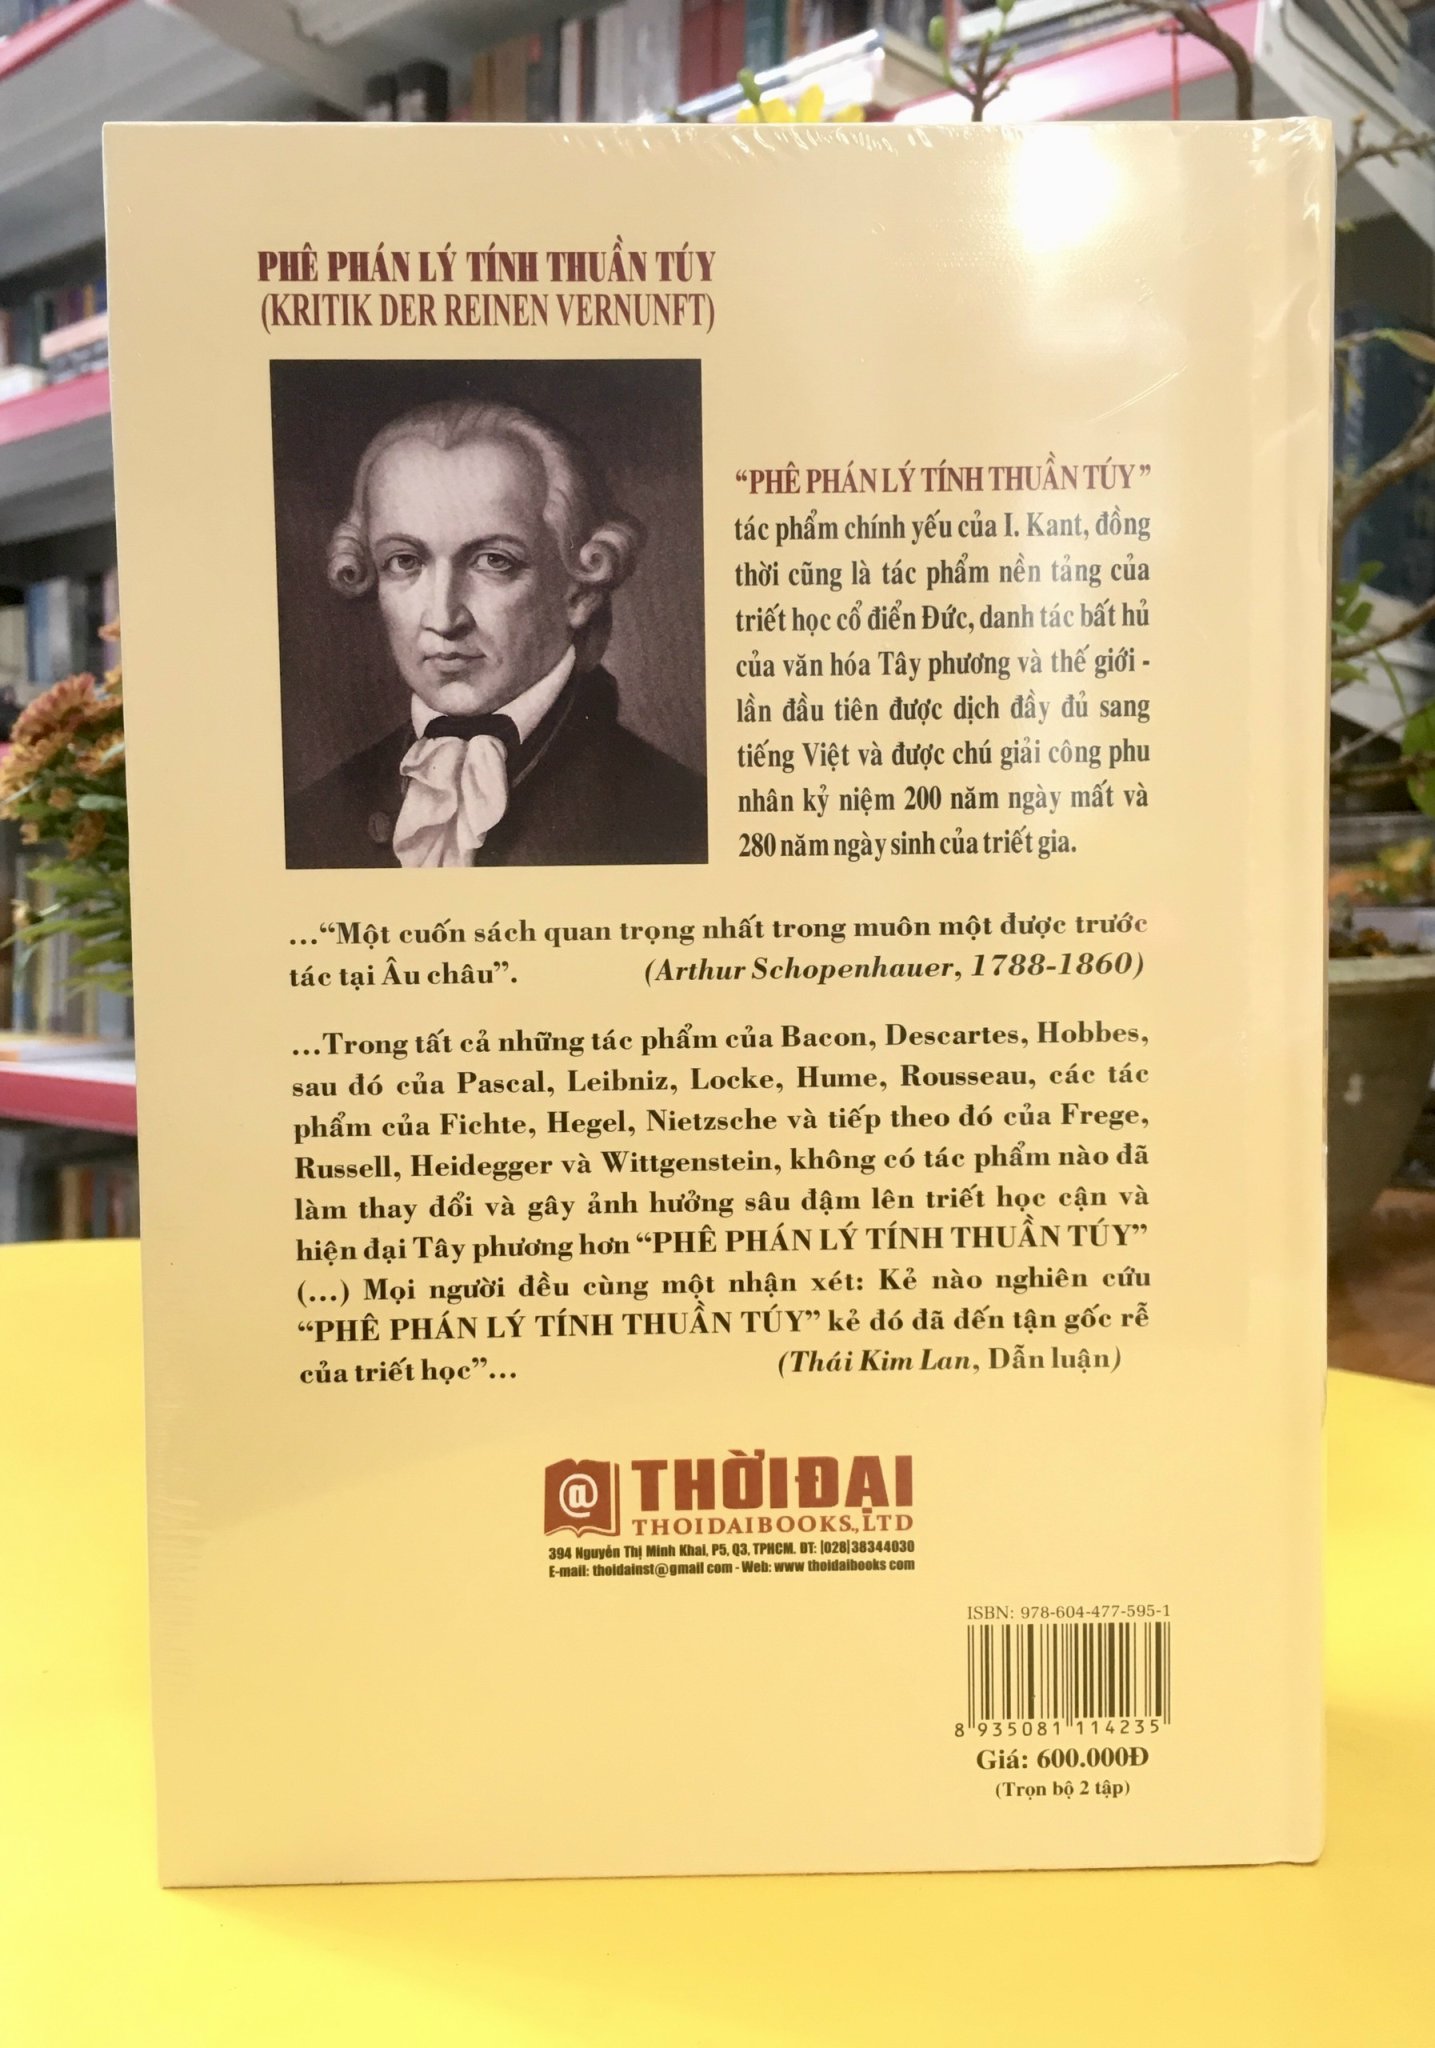 PHÊ PHÁN LÝ TÍNH THUẦN TÚY
(KRITIK DER REINEN VERNUNFT)
“PHÊ PHÁN LÝ TÍNH THUẦN TÚY”
tác phẩm chính yếu của I. Kant, đồng
thời cũng là tác phẩm nền tảng của
triết học cổ điển Đức, danh tác bất hủ
của văn hóa Tây phương và thế giới -
lần đầu tiên được dịch đầy đủ sang
tiếng Việt và được chú giải công phu
nhân kỷ niệm 200 năm ngày mất và
280 năm ngày sinh của triết gia.
...“Một cuốn sách quan trọng nhất trong muôn một được trước
tác tại Âu châu”. (Arthur Schopenhauer, 1788-1860)
...Trong tất cả những tác phẩm của Bacon, Descartes, Hobbes,
sau đó của Pascal, Leibniz, Locke, Hume, Rousseau, các tác
phẩm của Fichte, Hegel, Nietzsche và tiếp theo đó của Frege,
Russell, Heidegger và Wittgenstein, không có tác phẩm nào đã
làm thay đổi và gây ảnh hưởng sâu đậm lên triết học cận và
hiện đại Tây phương hơn “PHÊ PHÁN LÝ TÍNH THUẦN TÚY”
(...) Mọi người đều cùng một nhận xét: Kẻ nào nghiên cứu
“PHÊ PHÁN LÝ TÍNH THUẦN TÚY” kẻ đó đã đến tận gốc rễ
của triết học”... (Thái Kim Lan, Dẫn luận)
@ THỜI ĐẠI
THOIDAIBOOKS.,LTD
394 Nguyễn Thị Minh Khai, P5, Q3, TPHCM. ĐT: (028)38344030
E-mail: thoidainst@gmail com - Web: www thoidaibooks com
ISBN: 978-604-477-595-1
8 935081 114235
Giá: 600.000Đ
(Trọn bộ 2 tập)